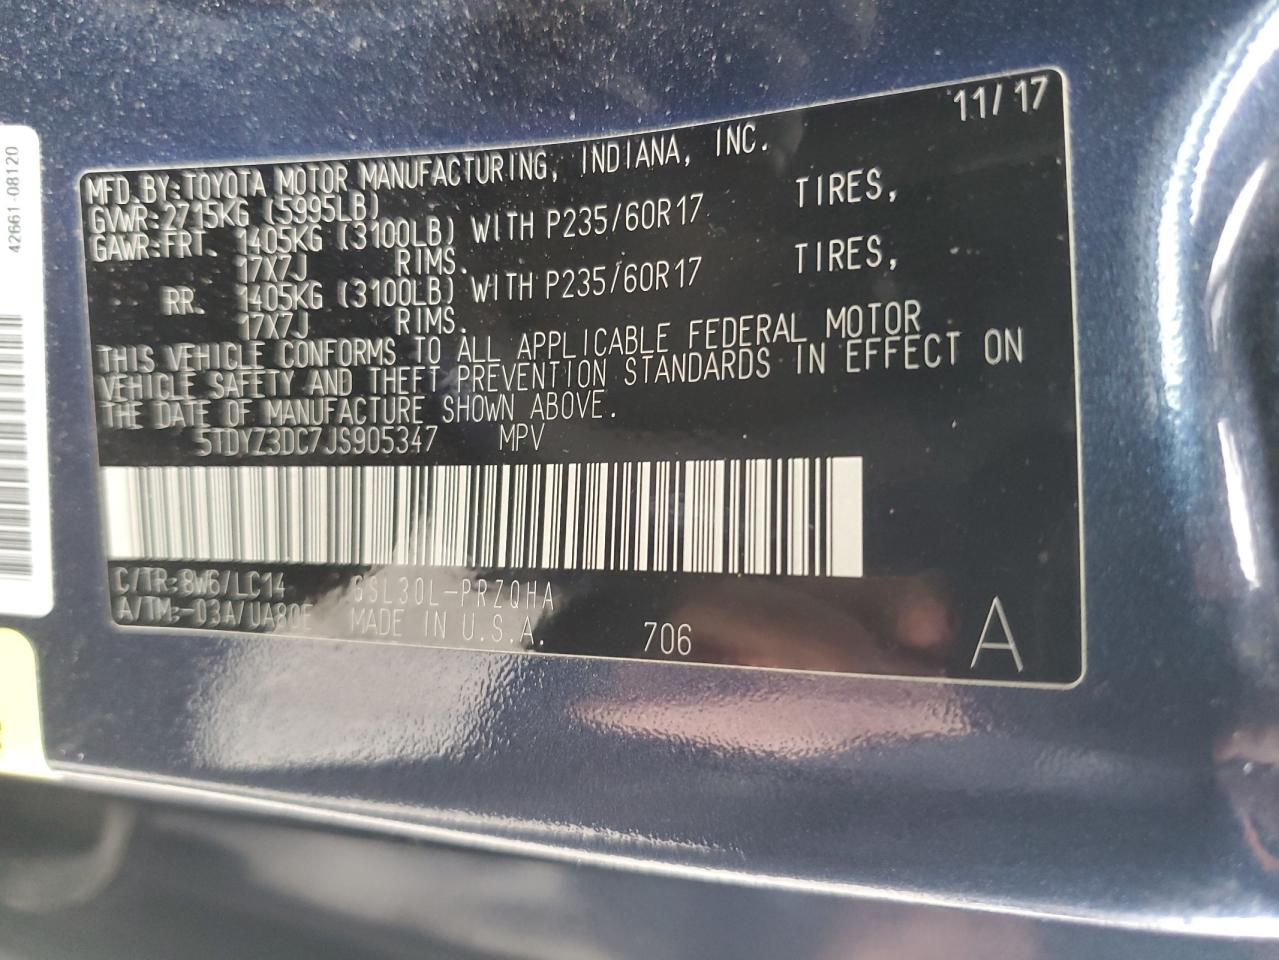 42661-08120
11/17
MFD.BY:TOYOTA MOTOR MANUFACTURING, INDIANA, INC.
GVWR:2715KG (5995LB)
GAWR:FRT. 1405KG (3100LB) WITH P235/60R17 TIRES,
17X7J RIMS.
RR. 1405KG (3100LB) WITH P235/60R17 TIRES,
17X7J RIMS.
THIS VEHICLE CONFORMS TO ALL APPLICABLE FEDERAL MOTOR
VEHICLE SAFETY AND THEFT PREVENTION STANDARDS IN EFFECT ON
THE DATE OF MANUFACTURE SHOWN ABOVE.
5TDYZ3DC7JS905347 MPV
C/TR:8W6/LC14 GSL30L-PRZQHA
A/TM:-03A/UA80E MADE IN U.S.A. 706
A